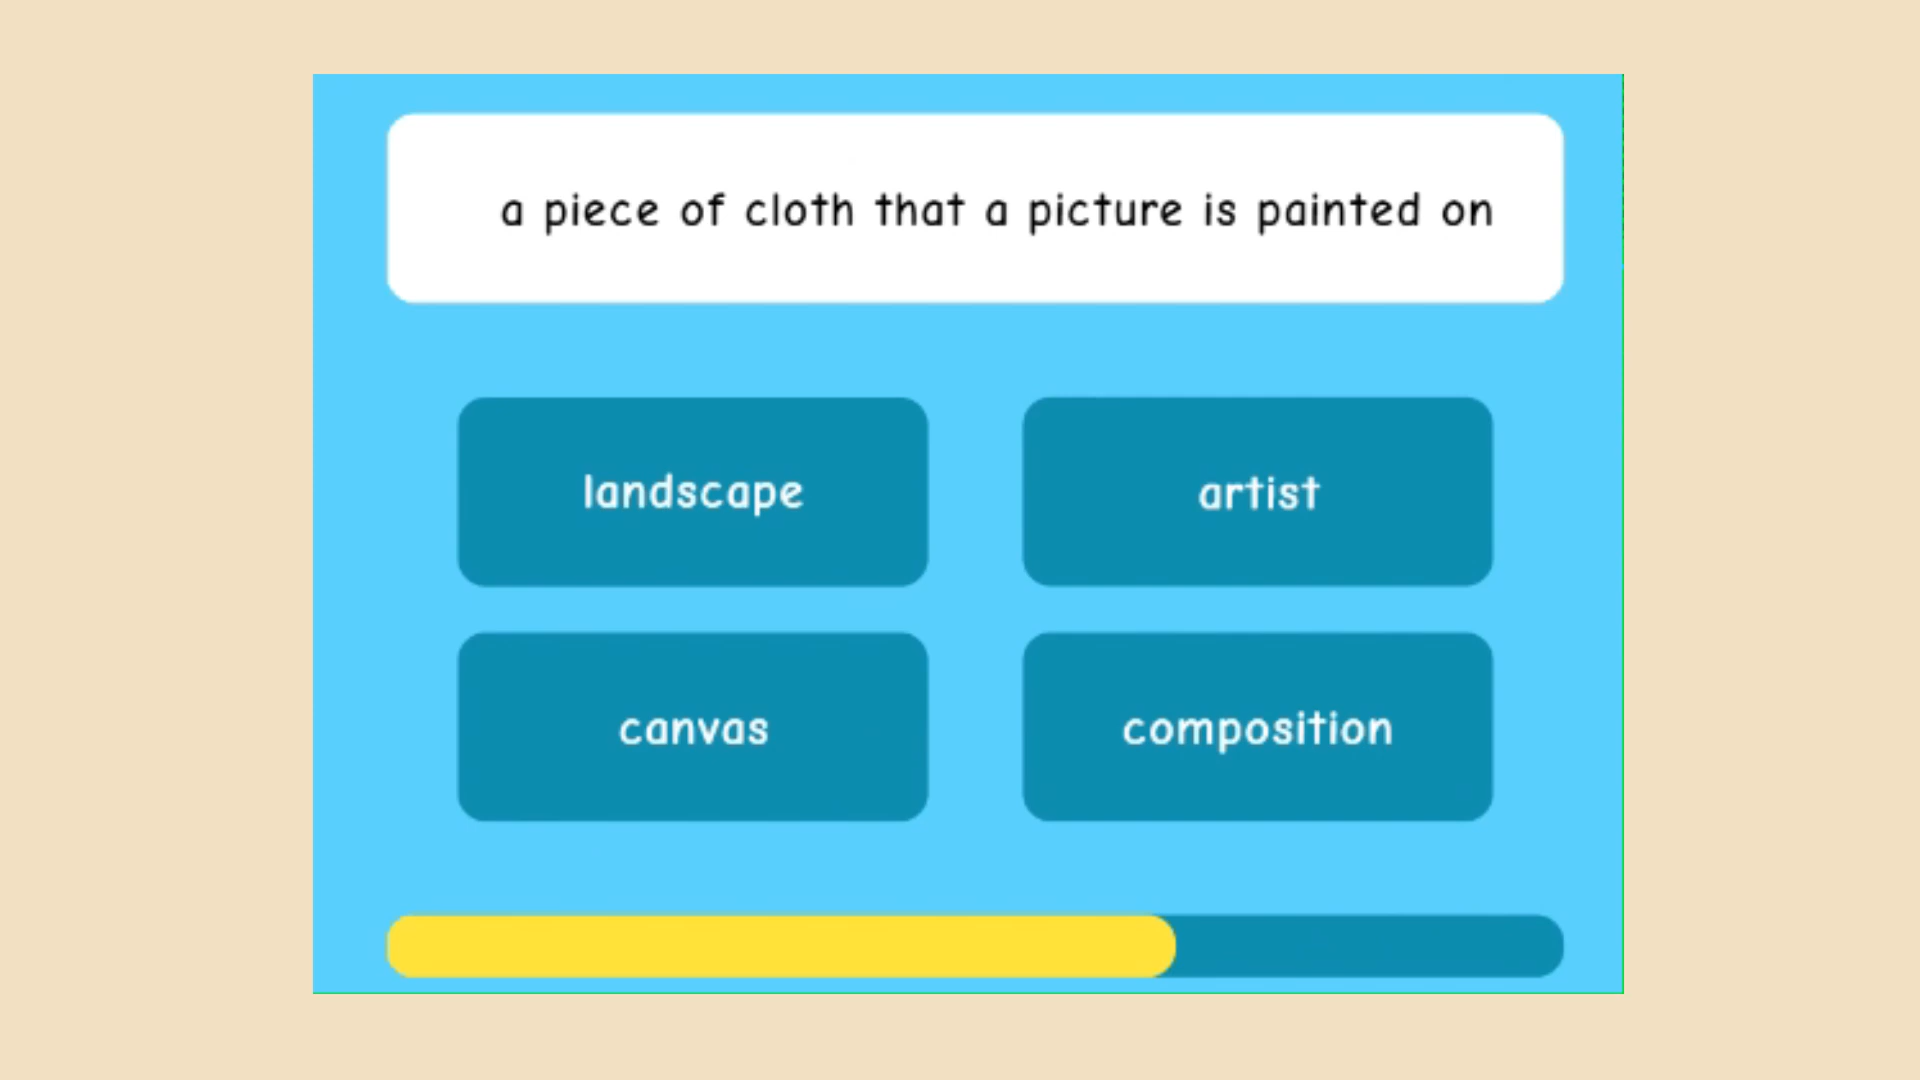 a piece of cloth that a picture is painted on
landscape
artist
canvas
composition